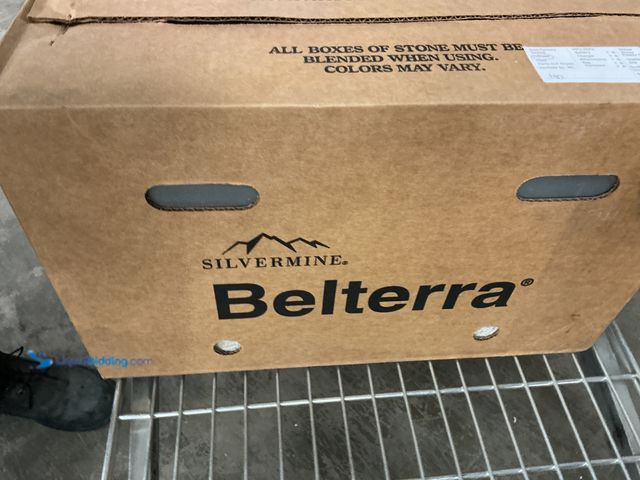 ALL BOXES OF STONE MUST BE
BLENDED WHEN USING.
COLORS MAY VARY.
SILVERMINE®
Belterra®